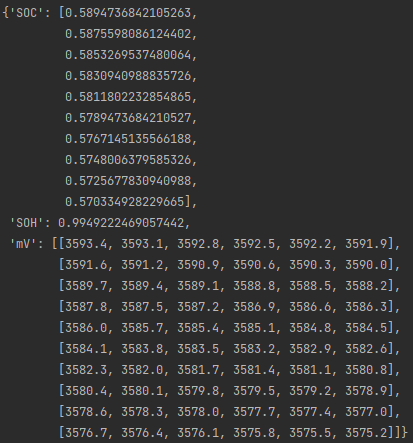 {'SOC': [0.5894736842105263,
0.5875598086124402,
0.5853269537480064,
0.5830940988835726,
0.5811802232854865,
0.5789473684210527,
0.5767145135566188,
0.5748006379585326,
0.5725677830940988,
0.570334928229665],
'SOH': 0.9949222469057442,
'mV': [[3593.4, 3593.1, 3592.8, 3592.5, 3592.2, 3591.9],
[3591.6, 3591.2, 3590.9, 3590.6, 3590.3, 3590.0],
[3589.7, 3589.4, 3589.1, 3588.8, 3588.5, 3588.2],
[3587.8, 3587.5, 3587.2, 3586.9, 3586.6, 3586.3],
[3586.0, 3585.7, 3585.4, 3585.1, 3584.8, 3584.5],
[3584.1, 3583.8, 3583.5, 3583.2, 3582.9, 3582.6],
[3582.3, 3582.0, 3581.7, 3581.4, 3581.1, 3580.8],
[3580.4, 3580.1, 3579.8, 3579.5, 3579.2, 3578.9],
[3578.6, 3578.3, 3578.0, 3577.7, 3577.4, 3577.0],
[3576.7, 3576.4, 3576.1, 3575.8, 3575.5, 3575.2]]}